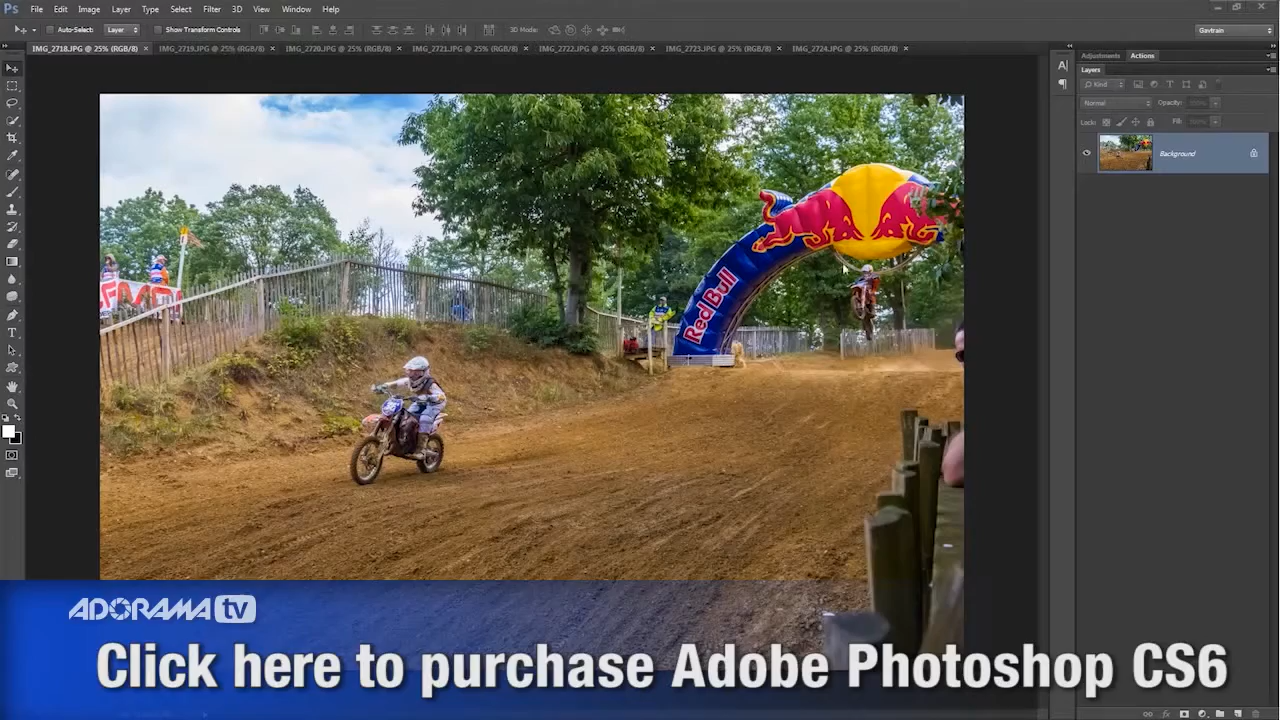 Ps File Edit Image Layer Type Select Filter 3D View Window Help
Auto-Select: Layer Show Transform Controls 3D Mode: Gavtrain
IMG_2718.JPG @ 25% (RGB/8) × IMG_2719.JPG @ 25% (RGB/8) × IMG_2720.JPG @ 25% (RGB/8) × IMG_2721.JPG @ 25% (RGB/8) × IMG_2722.JPG @ 25% (RGB/8) × IMG_2723.JPG @ 25% (RGB/8) × IMG_2724.JPG @ 25% (RGB/8) ×
Adjustments Actions
Layers
Kind
Normal Opacity: 100%
Lock: Fill: 100%
Background
Red Bull
ADORAMA tv
Click here to purchase Adobe Photoshop CS6